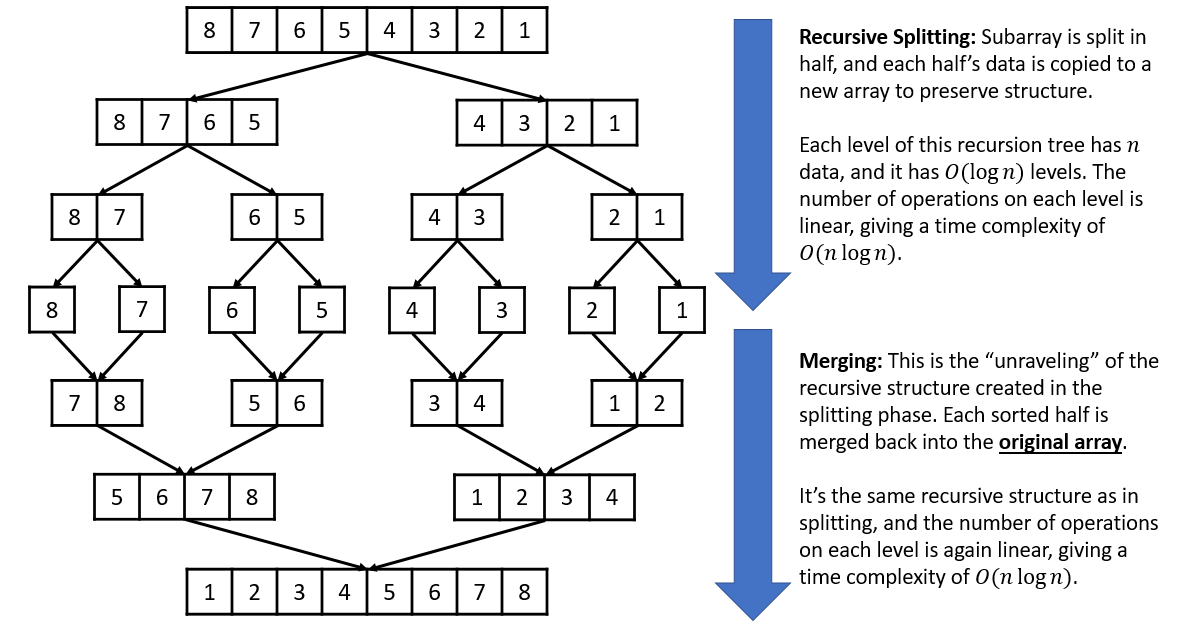 8 7 6 5 4 3 2 1
8 7 6 5
4 3 2 1
8 7
6 5
4 3
2 1
8
7
6
5
4
3
2
1
7 8
5 6
3 4
1 2
5 6 7 8
1 2 3 4
1 2 3 4 5 6 7 8
Recursive Splitting: Subarray is split in
half, and each half’s data is copied to a
new array to preserve structure.
Each level of this recursion tree has n
data, and it has O(log n) levels. The
number of operations on each level is
linear, giving a time complexity of
O(n log n).
Merging: This is the “unraveling” of the
recursive structure created in the
splitting phase. Each sorted half is
merged back into the original array.
It’s the same recursive structure as in
splitting, and the number of operations
on each level is again linear, giving a
time complexity of O(n log n).